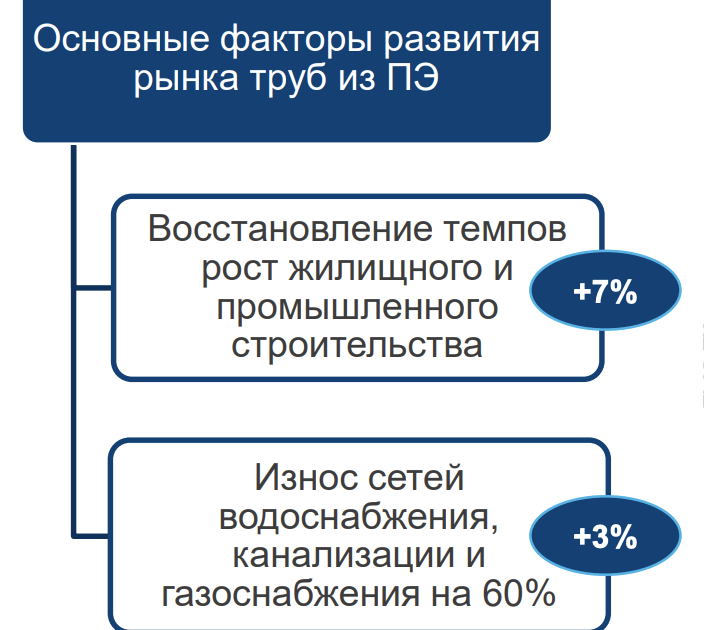 Основные факторы развития
рынка труб из ПЭ
Восстановление темпов
рост жилищного и
промышленного
строительства
+7%
Износ сетей
водоснабжения,
канализации и
газоснабжения на 60%
+3%